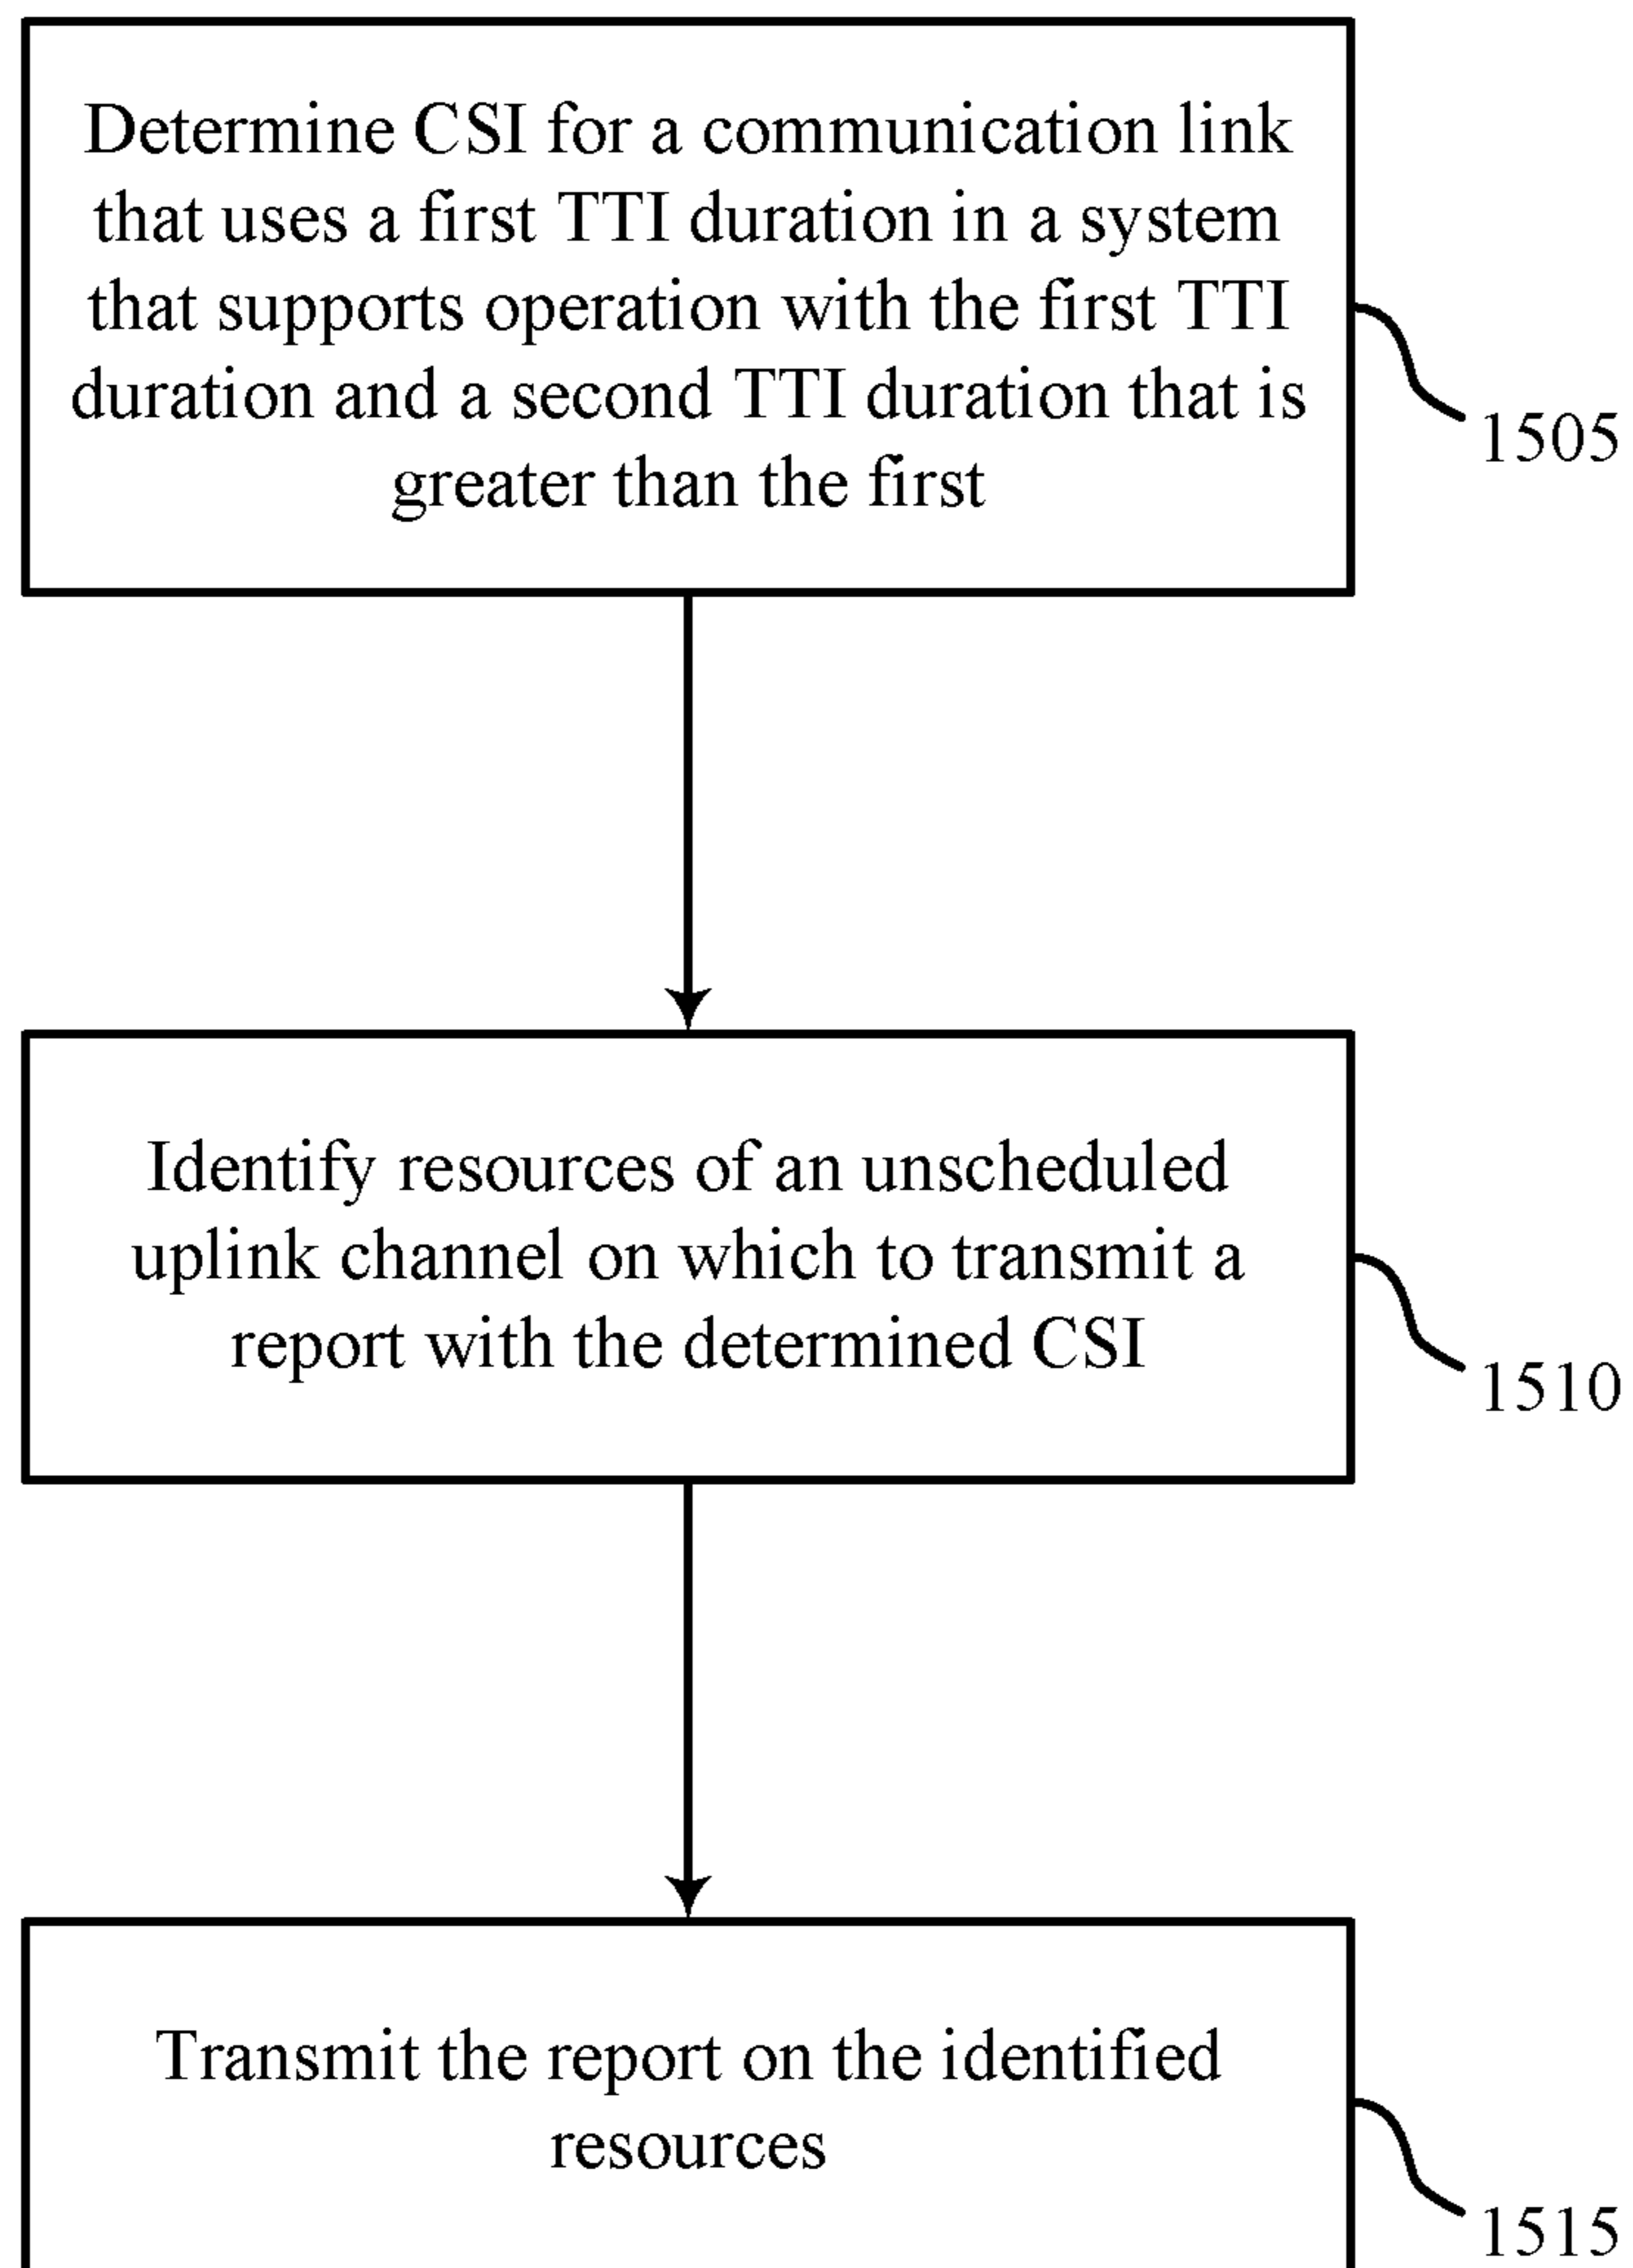 Determine CSI for a communication link
that uses a first TTI duration in a system
that supports operation with the first TTI
duration and a second TTI duration that is
greater than the first
1505
Identify resources of an unscheduled
uplink channel on which to transmit a
report with the determined CSI
1510
Transmit the report on the identified
resources
1515